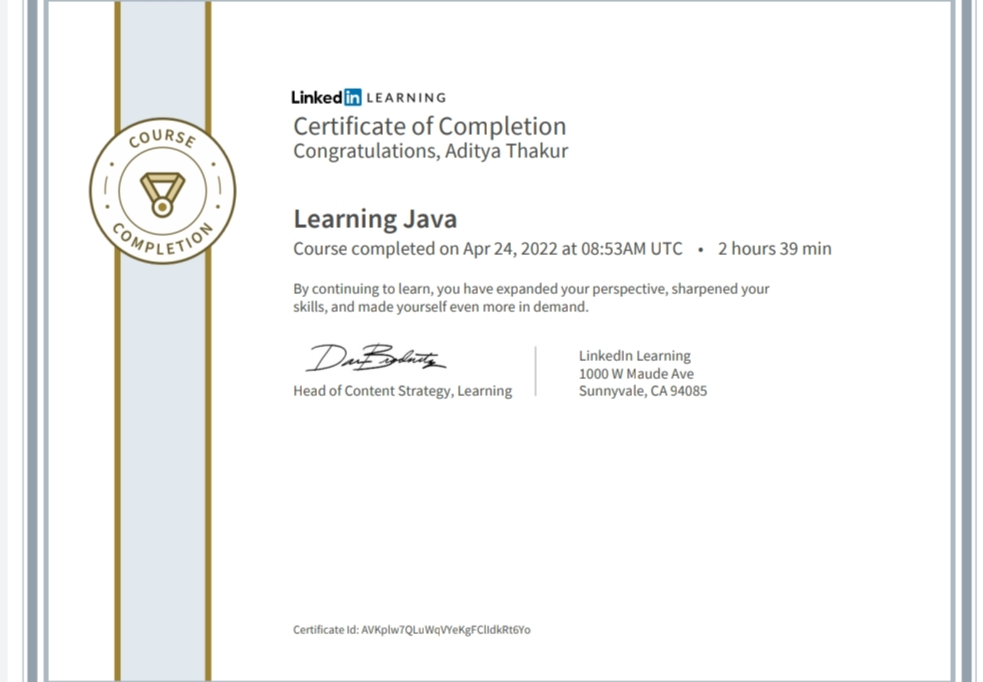 COURSE
COMPLETION
Linkedin LEARNING
Certificate of Completion
Congratulations, Aditya Thakur
Learning Java
Course completed on Apr 24, 2022 at 08:53AM UTC • 2 hours 39 min
By continuing to learn, you have expanded your perspective, sharpened your
skills, and made yourself even more in demand.
Head of Content Strategy, Learning
LinkedIn Learning
1000 W Maude Ave
Sunnyvale, CA 94085
Certificate Id: AVKplw7QLuWqVYeKgFClIdkRt6Yo